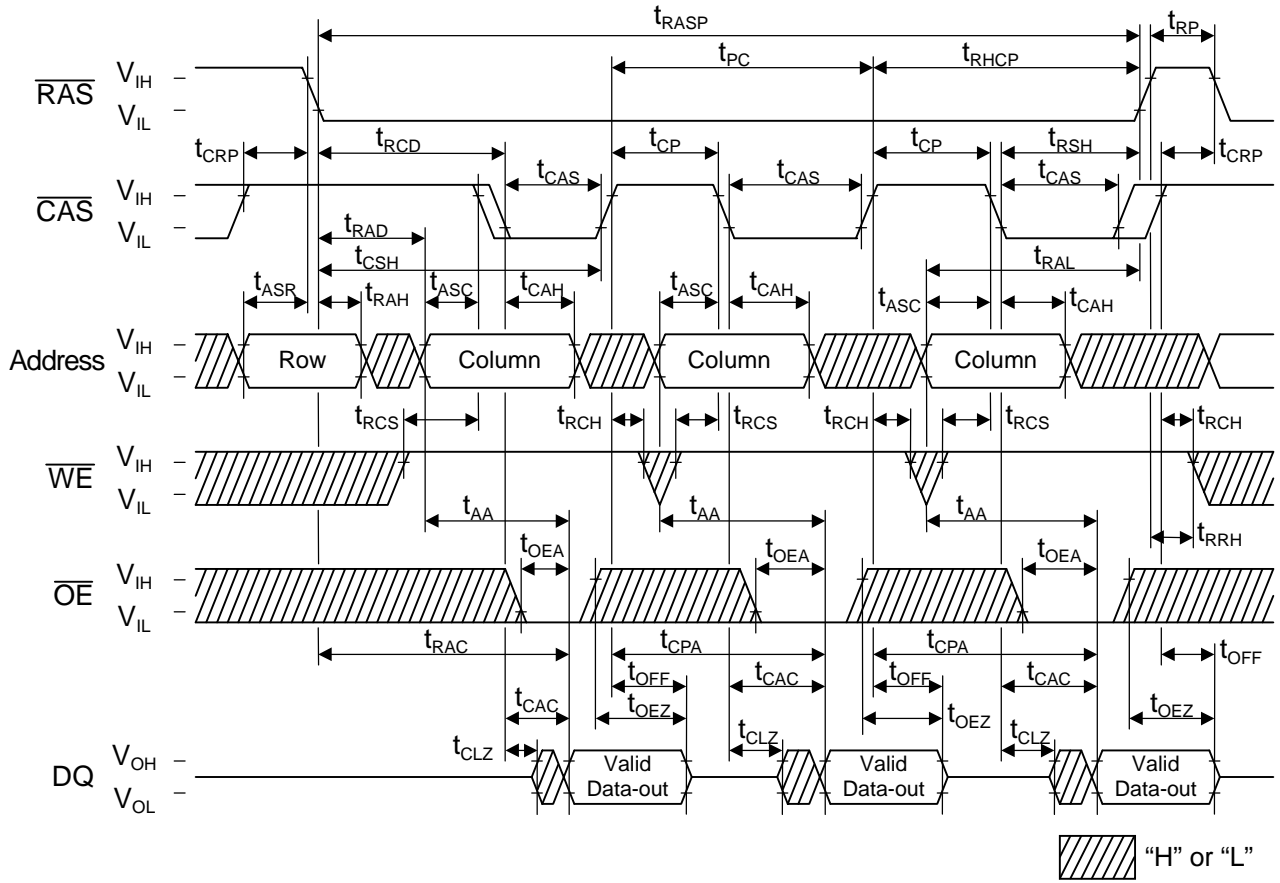 tRASP
tRP
tPC
tRHCP
RAS
VIH
VIL
tCRP
tRCD
tCP
tCP
tRSH
tCRP
CAS
VIH
VIL
tCAS
tCAS
tCAS
tRAD
tCSH
tRAL
tASR
tRAH
tASC
tCAH
tASC
tCAH
tASC
tCAH
Address
VIH
VIL
Row
Column
Column
Column
tRCS
tRCH
tRCS
tRCH
tRCS
tRCH
WE
VIH
VIL
tAA
tAA
tAA
tRRH
tOEA
tOEA
tOEA
OE
VIH
VIL
tRAC
tCPA
tCPA
tOFF
tCAC
tOFF
tCAC
tOFF
tCAC
tOEZ
tOEZ
tOEZ
tCLZ
tCLZ
tCLZ
DQ
VOH
VOL
Valid
Data-out
Valid
Data-out
Valid
Data-out
“H” or “L”